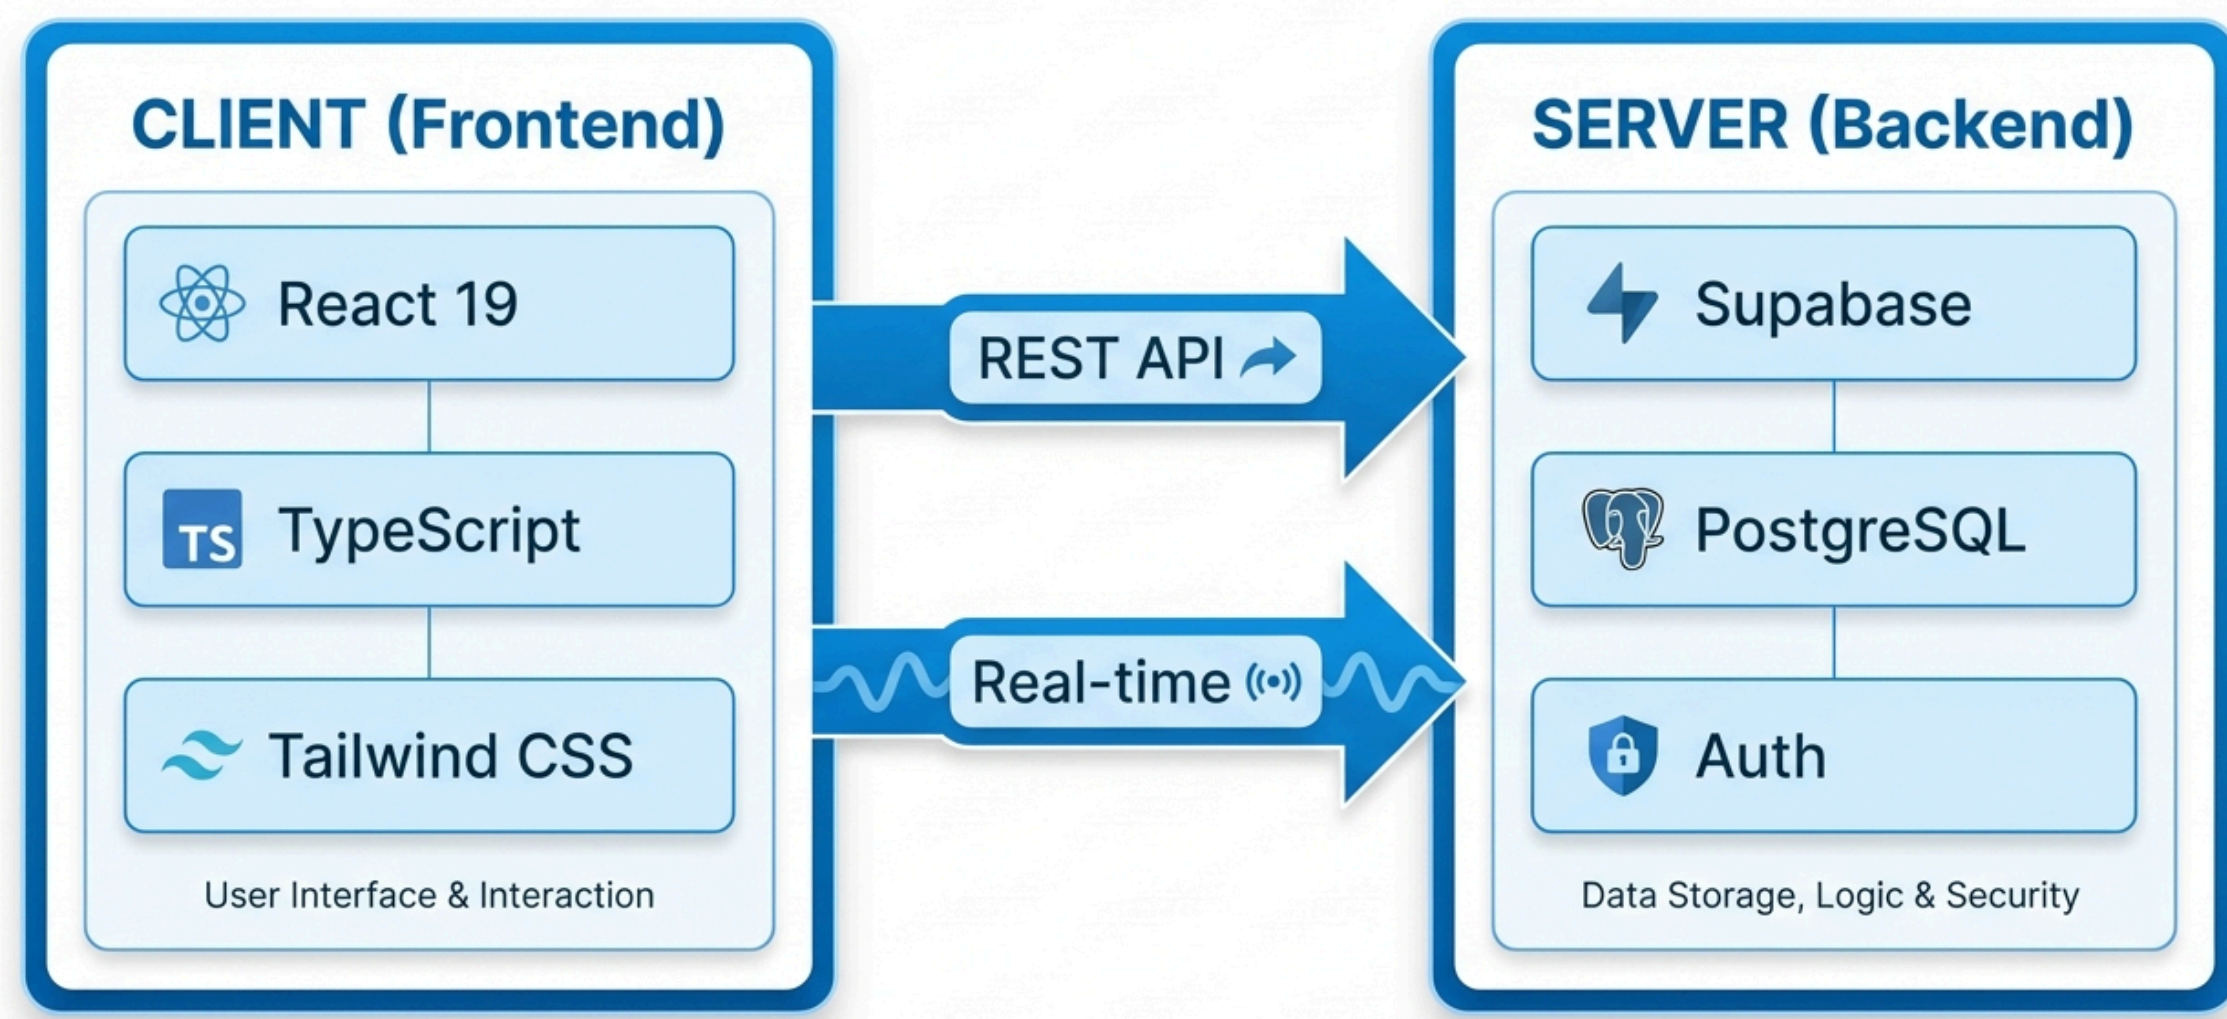 CLIENT (Frontend)
React 19
TS TypeScript
Tailwind CSS
User Interface & Interaction
REST API
Real-time
SERVER (Backend)
Supabase
PostgreSQL
Auth
Data Storage, Logic & Security